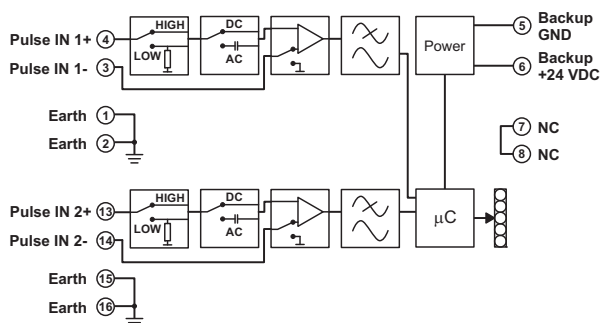 Pulse IN 1+ 4
HIGH
LOW
DC
AC
Pulse IN 1- 3
Earth 1
Earth 2
Power
5 Backup
GND
6 Backup
+24 VDC
7 NC
8 NC
Pulse IN 2+ 13
HIGH
LOW
DC
AC
Pulse IN 2- 14
µC
Earth 15
Earth 16